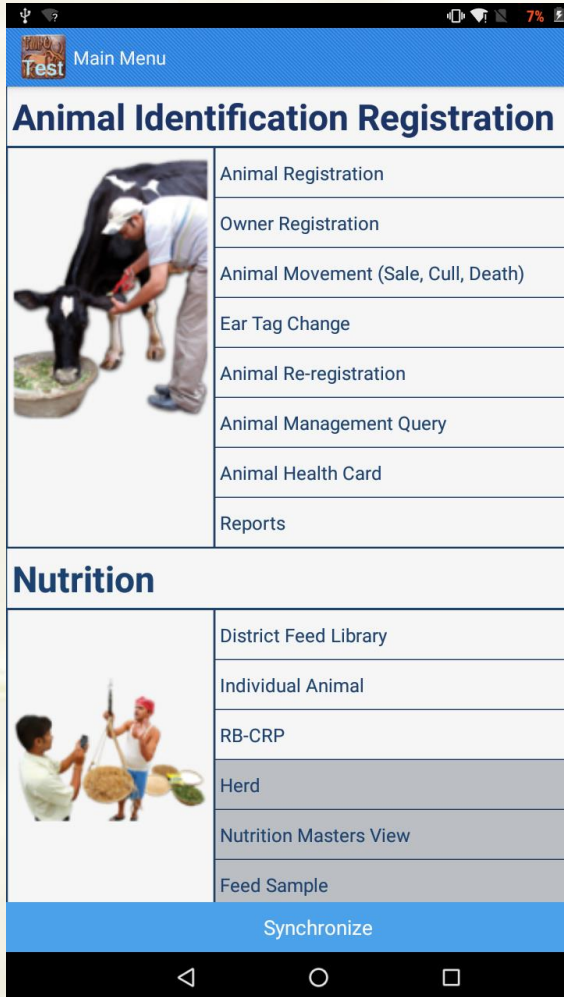 7%
Test
Main Menu
Animal Identification Registration
Animal Registration
Owner Registration
Animal Movement (Sale, Cull, Death)
Ear Tag Change
Animal Re-registration
Animal Management Query
Animal Health Card
Reports
Nutrition
District Feed Library
Individual Animal
RB-CRP
Herd
Nutrition Masters View
Feed Sample
Synchronize